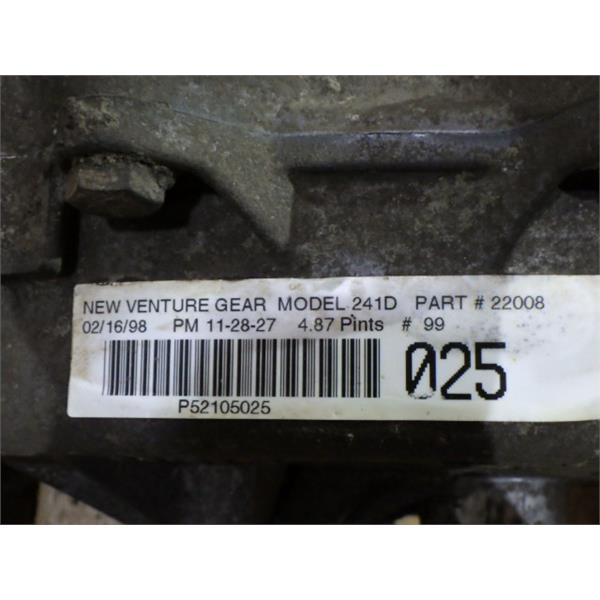 NEW VENTURE GEAR MODEL 241D PART # 22008
02/16/98 PM 11-28-27 4.87 Pints # 99
025
P52105025